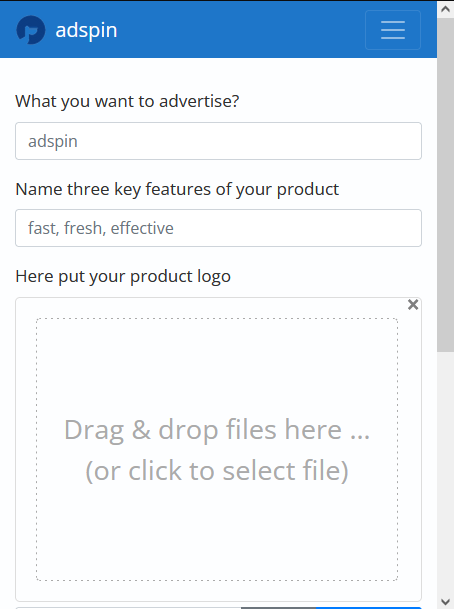 adspin
What you want to advertise?
adspin
Name three key features of your product
fast, fresh, effective
Here put your product logo
Drag & drop files here ...
(or click to select file)